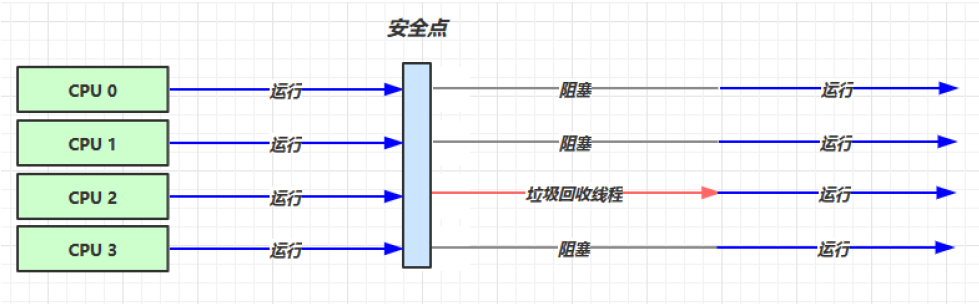 安全点
CPU 0 运行 阻塞 运行
CPU 1 运行 阻塞 运行
CPU 2 运行 垃圾回收线程 运行
CPU 3 运行 阻塞 运行